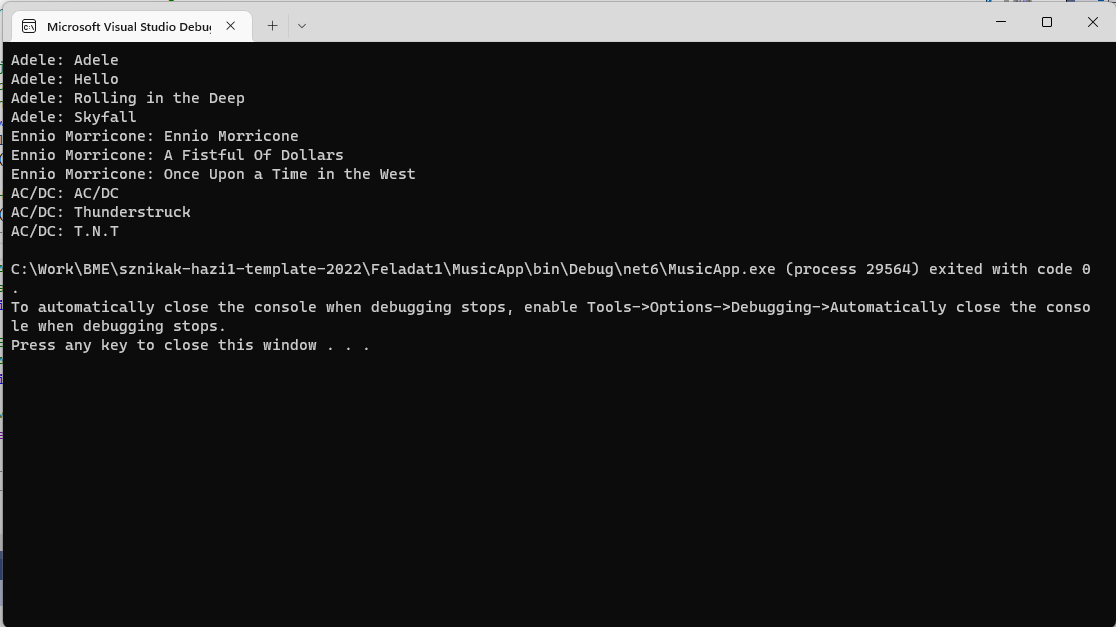 Microsoft Visual Studio Debug
Adele: Adele
Adele: Hello
Adele: Rolling in the Deep
Adele: Skyfall
Ennio Morricone: Ennio Morricone
Ennio Morricone: A Fistful Of Dollars
Ennio Morricone: Once Upon a Time in the West
AC/DC: AC/DC
AC/DC: Thunderstruck
AC/DC: T.N.T
C:\Work\BME\sznikak-hazi1-template-2022\Feladat1\MusicApp\bin\Debug\net6\MusicApp.exe (process 29564) exited with code 0
.
To automatically close the console when debugging stops, enable Tools->Options->Debugging->Automatically close the conso
le when debugging stops.
Press any key to close this window . . .